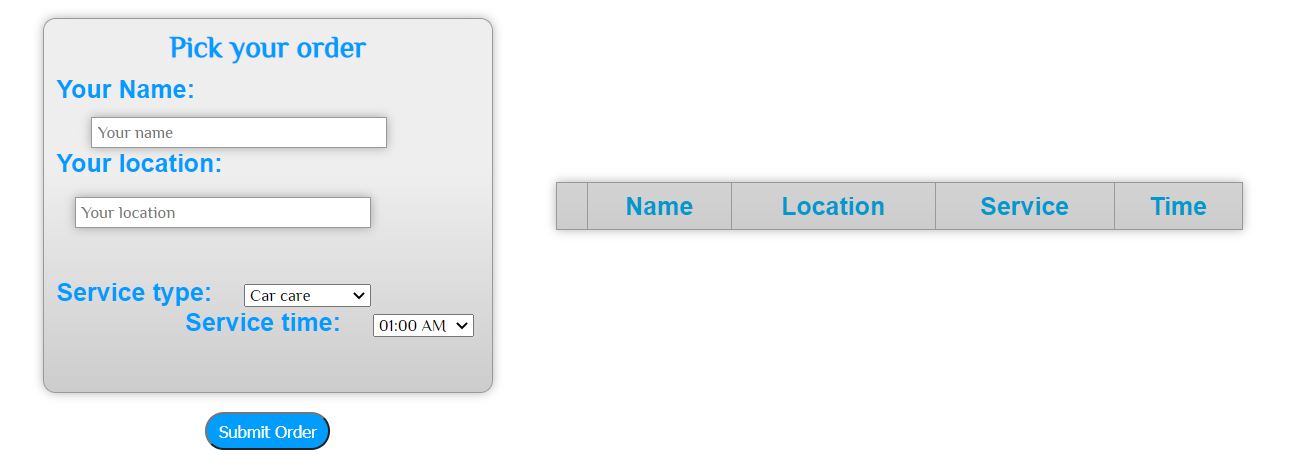 Pick your order
Your Name:
Your name
Your location:
Your location
Service type: Car care
Service time: 01:00 AM
Submit Order
Name Location Service Time